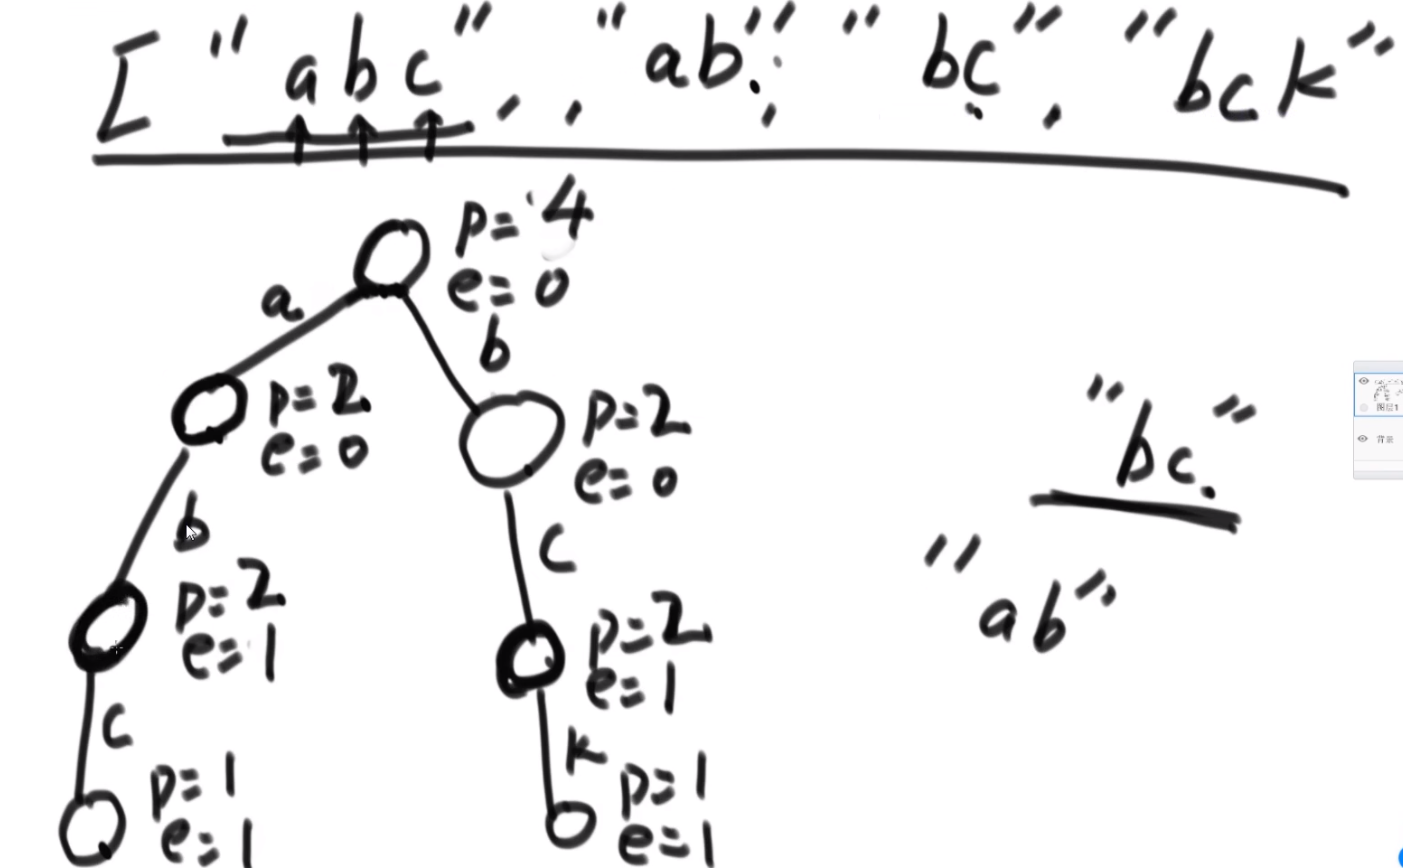 ["abc", , "ab", "bc", "bck"
p=4
e=0
a
b
p=2
e=0
p=2
e=0
"bc"
b
c
"ab"
p=2
e=1
p=2
e=1
c
k
p=1
e=1
p=1
e=1
图层1
背景